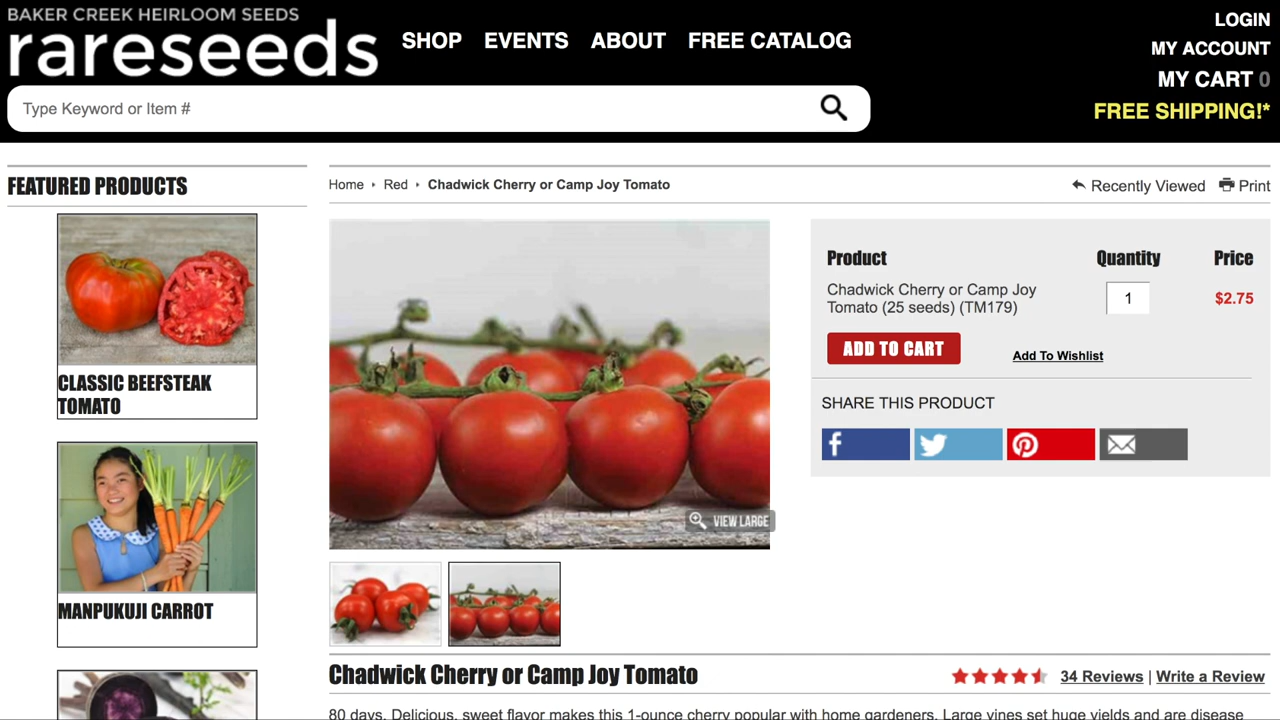 BAKER CREEK HEIRLOOM SEEDS
rareseeds
SHOP EVENTS ABOUT FREE CATALOG
LOGIN
MY ACCOUNT
MY CART 0
FREE SHIPPING!*
Type Keyword or Item #
FEATURED PRODUCTS
CLASSIC BEEFSTEAK
TOMATO
MANPUKUJI CARROT
Home Red Chadwick Cherry or Camp Joy Tomato
Recently Viewed Print
VIEW LARGE
Product Quantity Price
Chadwick Cherry or Camp Joy
Tomato (25 seeds) (TM179)
1
$2.75
ADD TO CART
Add To Wishlist
SHARE THIS PRODUCT
Chadwick Cherry or Camp Joy Tomato
34 Reviews | Write a Review
80 days. Delicious, sweet flavor makes this 1-ounce cherry popular with home gardeners. Large vines set huge yields and are disease